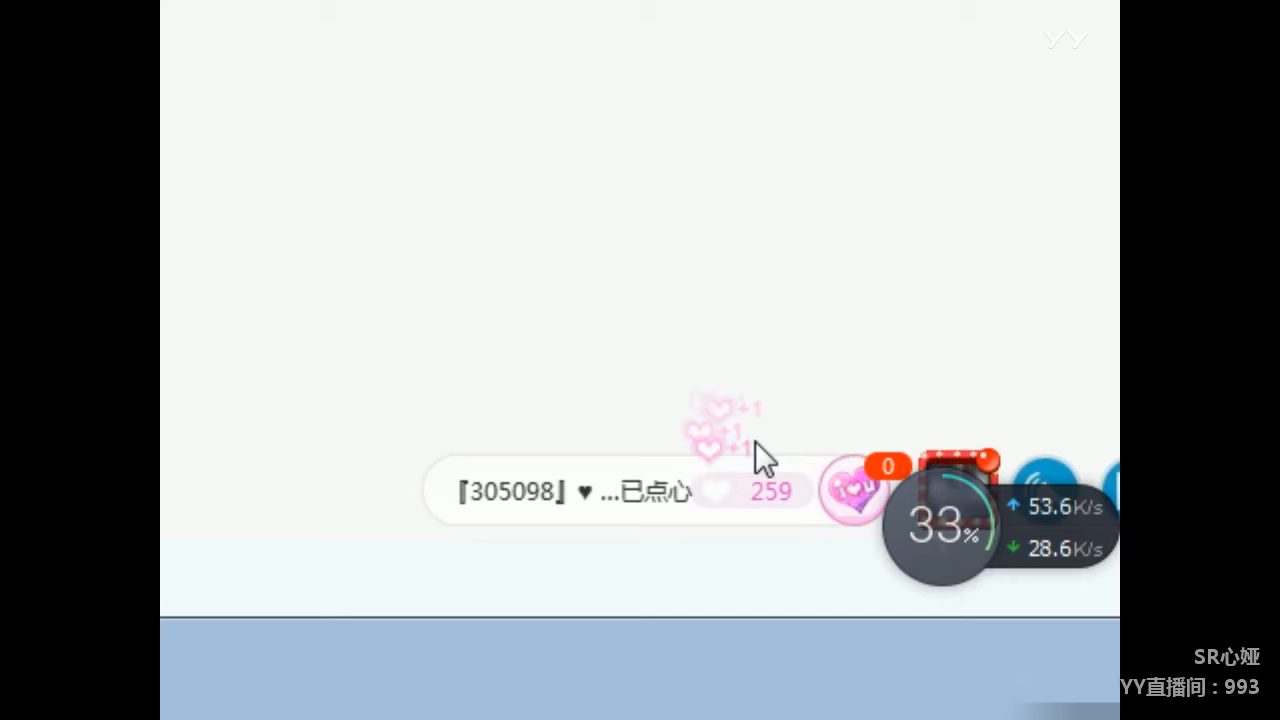 YY
+1
+1
+1
『305098』 ♥ ...已点心 259
I♥U
0
33%
53.6K/s
28.6K/s
SR心娅
YY直播间：993